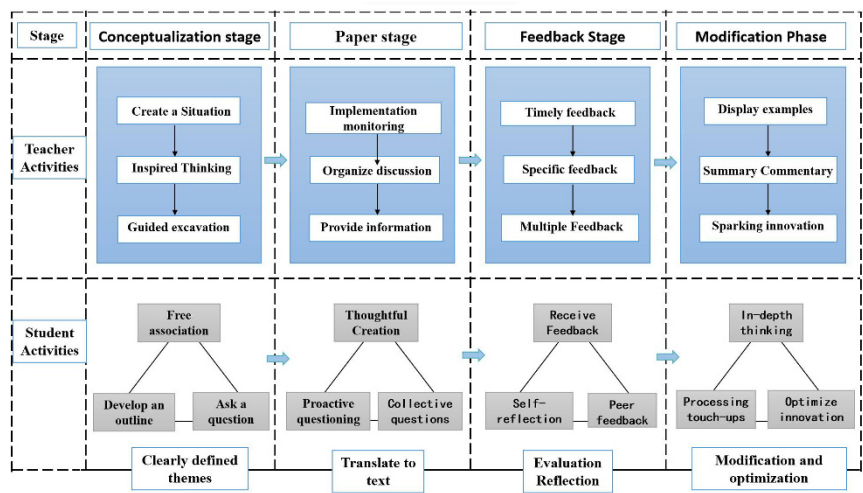 Stage
Conceptualization stage
Paper stage
Feedback Stage
Modification Phase
Teacher
Activities
Create a Situation
Inspired Thinking
Guided excavation
Implementation
monitoring
Organize discussion
Provide information
Timely feedback
Specific feedback
Multiple Feedback
Display examples
Summary Commentary
Sparking innovation
Student
Activities
Free
association
Develop an
outline
Ask a
question
Thoughtful
Creation
Proactive
questioning
Collective
questions
Receive
Feedback
Self-
reflection
Peer
feedback
In-depth
thinking
Processing
touch-ups
Optimize
innovation
Clearly defined
themes
Translate to
text
Evaluation
Reflection
Modification and
optimization